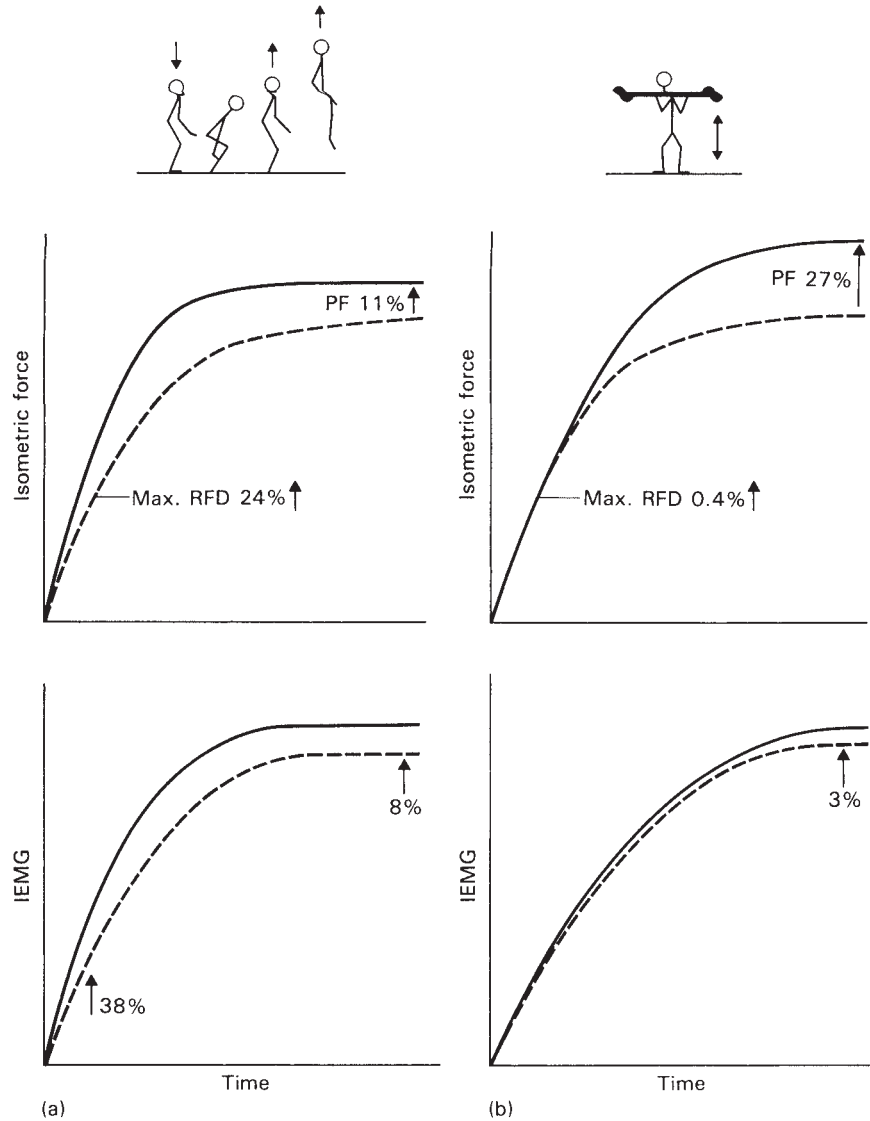 Isometric force
PF 11%
Max. RFD 24%
Isometric force
PF 27%
Max. RFD 0.4%
IEMG
8%
38%
Time
(a)
IEMG
3%
Time
(b)